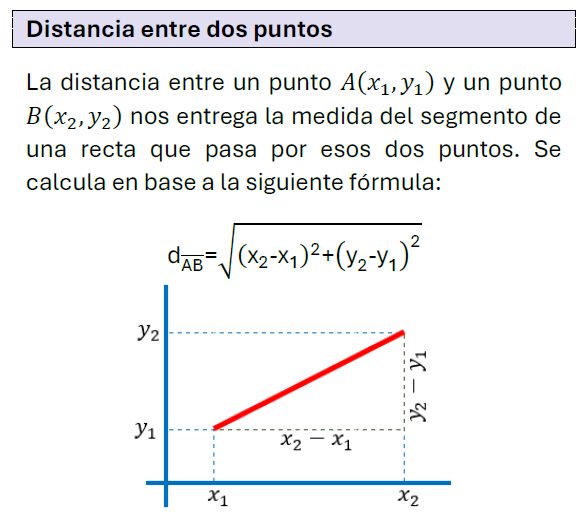 Distancia entre dos puntos
La distancia entre un punto A(x₁, y₁) y un punto
B(x₂, y₂) nos entrega la medida del segmento de
una recta que pasa por esos dos puntos. Se
calcula en base a la siguiente fórmula:
d_AB̅=√(x₂-x₁)²+(y₂-y₁)²
y₂
y₂ − y₁
y₁
x₂ − x₁
x₁
x₂